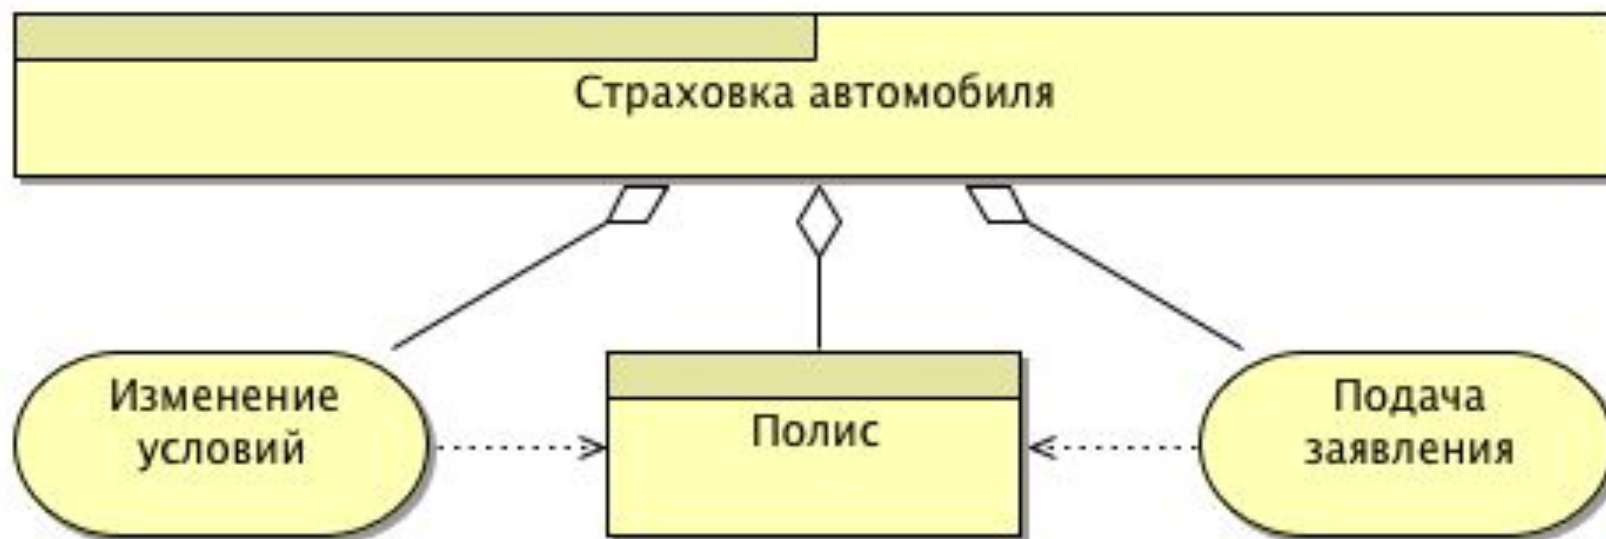 Страховка автомобиля
Изменение
условий
Полис
Подача
заявления